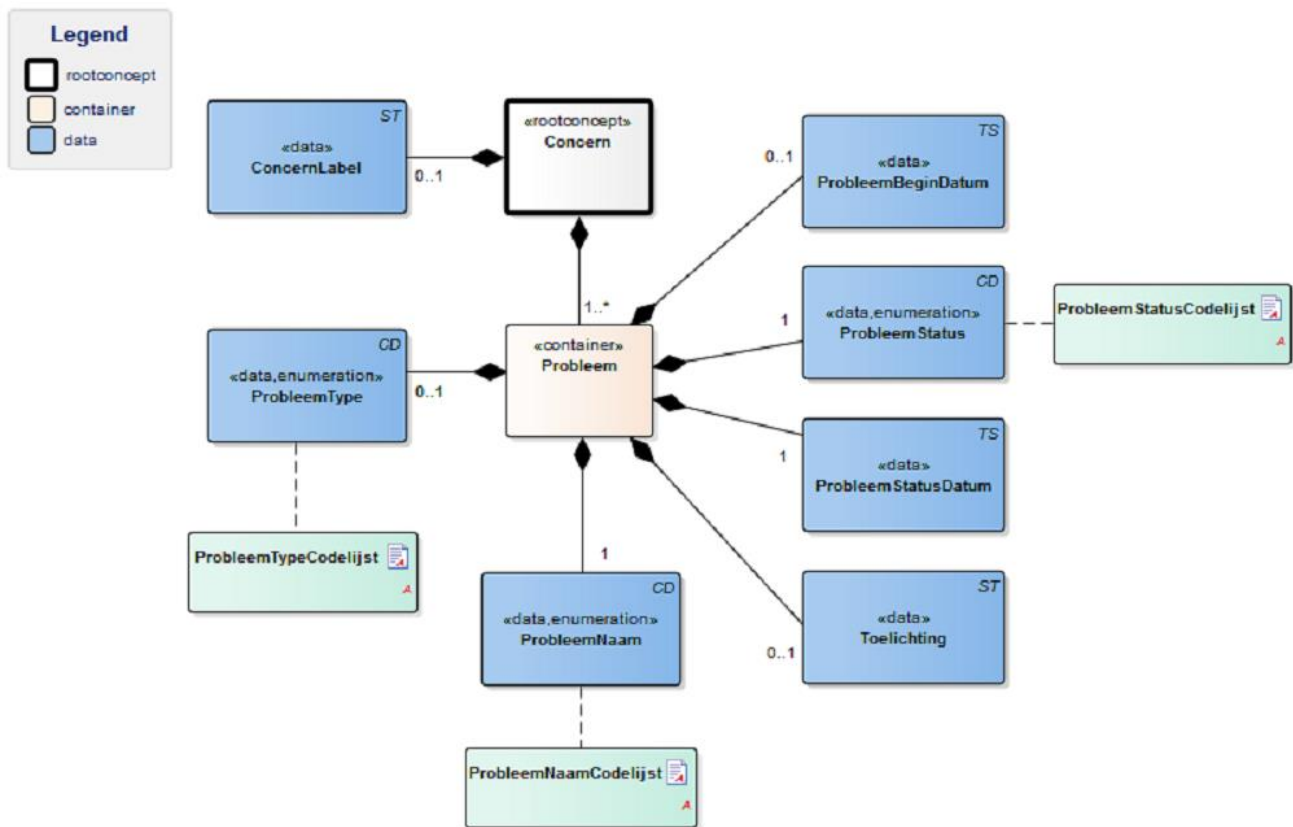 Legend
rootconcept
container
data
ST
«data»
ConcernLabel
0..1
«rootconcept»
Concern
1..*
TS
«data»
ProbleemBeginDatum
0..1
CD
«data,enumeration»
ProbleemStatus
1
ProbleemStatusCodelijst
A
CD
«data,enumeration»
ProbleemType
0..1
«container»
Probleem
TS
«data»
ProbleemStatusDatum
1
ProbleemTypeCodelijst
A
1
CD
«data,enumeration»
ProbleemNaam
ST
«data»
Toelichting
0..1
ProbleemNaamCodelijst
A